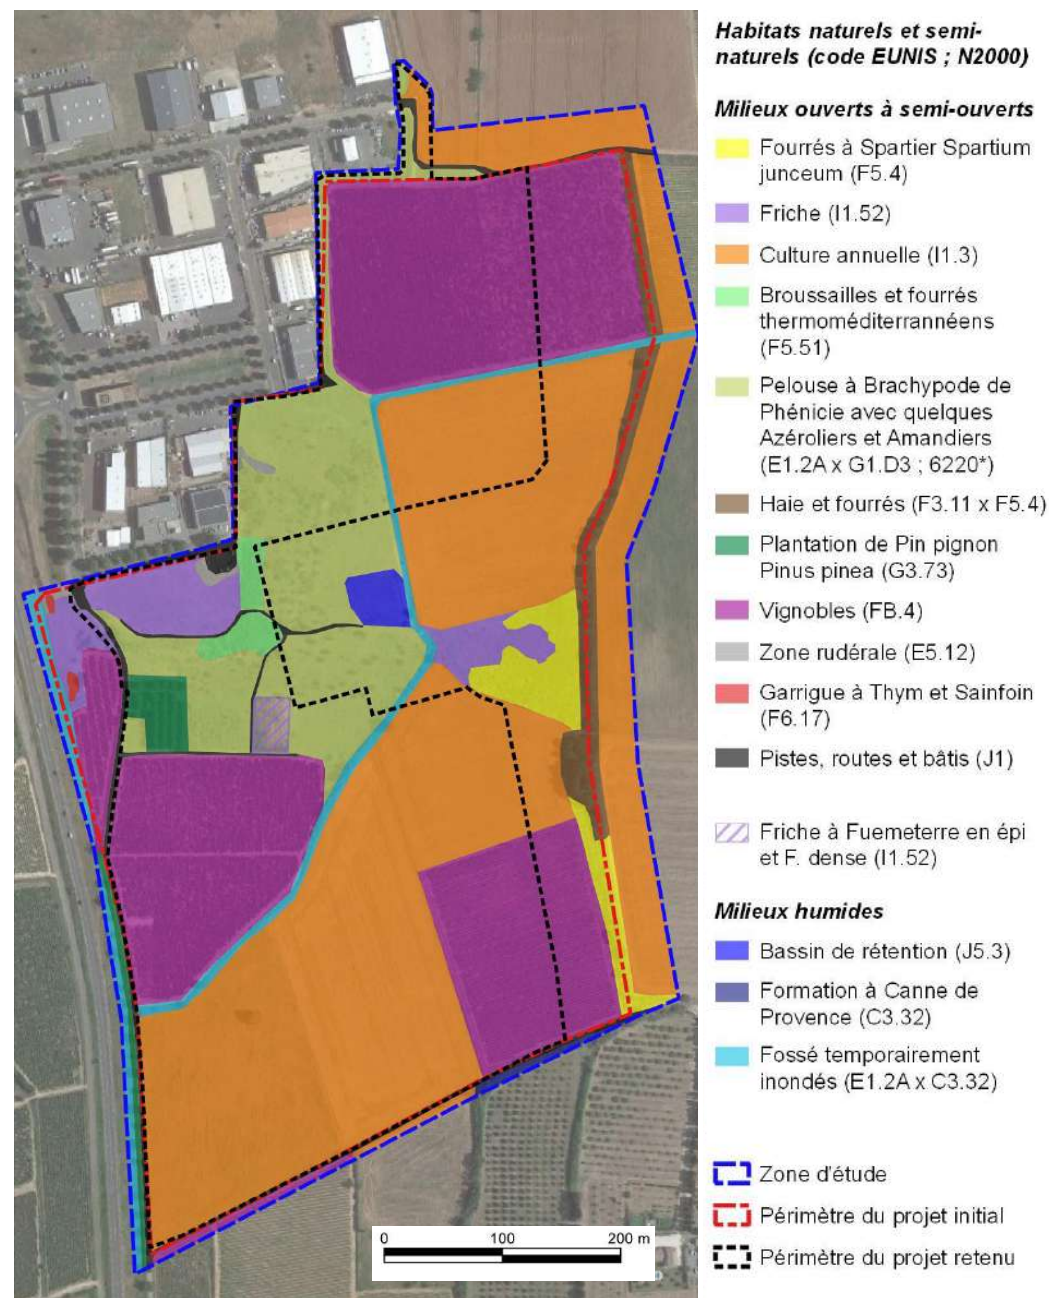 Habitats naturels et semi-
naturels (code EUNIS ; N2000)
Milieux ouverts à semi-ouverts
Fourrés à Spartier Spartium
junceum (F5.4)
Friche (I1.52)
Culture annuelle (I1.3)
Broussailles et fourrés
thermoméditerrannéens
(F5.51)
Pelouse à Brachypode de
Phénicie avec quelques
Azéroliers et Amandiers
(E1.2A x G1.D3 ; 6220*)
Haie et fourrés (F3.11 x F5.4)
Plantation de Pin pignon
Pinus pinea (G3.73)
Vignobles (FB.4)
Zone rudérale (E5.12)
Garrigue à Thym et Sainfoin
(F6.17)
Pistes, routes et bâtis (J1)
Friche à Fuemeterre en épi
et F. dense (I1.52)
Milieux humides
Bassin de rétention (J5.3)
Formation à Canne de
Provence (C3.32)
Fossé temporairement
inondés (E1.2A x C3.32)
Zone d'étude
Périmètre du projet initial
Périmètre du projet retenu
0 100 200 m